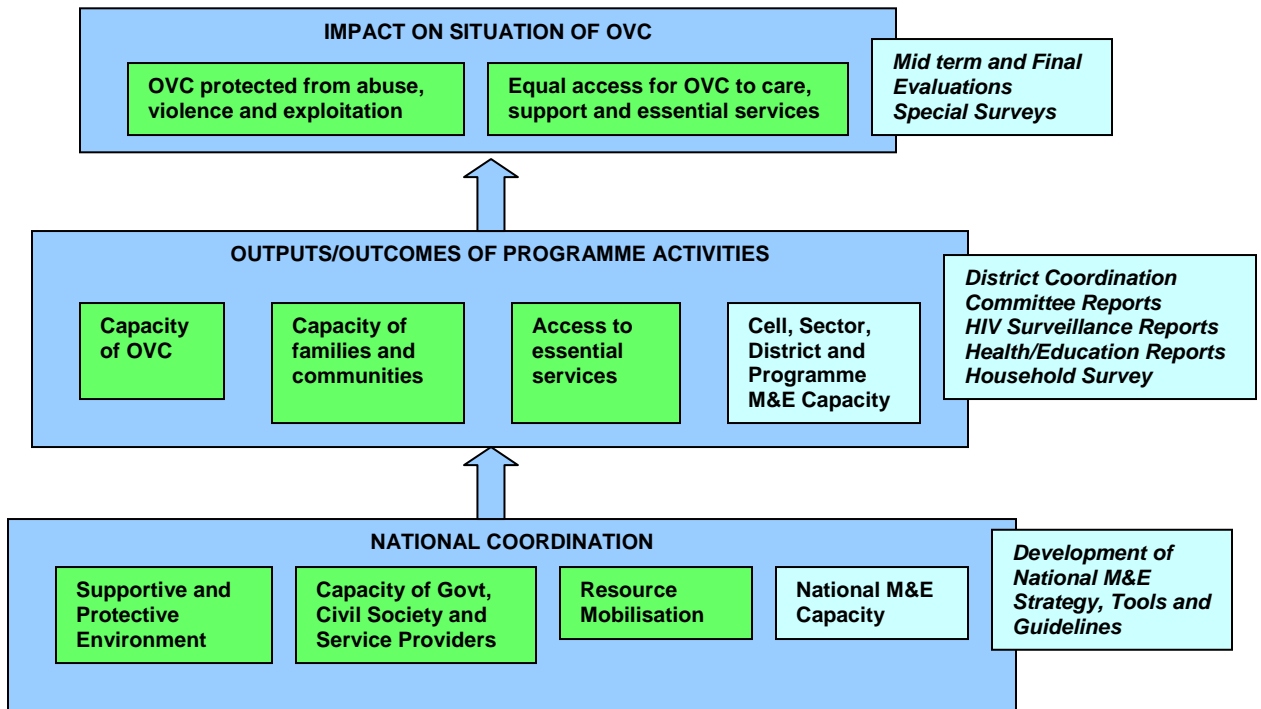 IMPACT ON SITUATION OF OVC
OVC protected from abuse,
violence and exploitation
Equal access for OVC to care,
support and essential services
Mid term and Final
Evaluations
Special Surveys
OUTPUTS/OUTCOMES OF PROGRAMME ACTIVITIES
Capacity
of OVC
Capacity of
families and
communities
Access to
essential
services
Cell, Sector,
District and
Programme
M&E Capacity
District Coordination
Committee Reports
HIV Surveillance Reports
Health/Education Reports
Household Survey
NATIONAL COORDINATION
Supportive and
Protective
Environment
Capacity of Govt,
Civil Society and
Service Providers
Resource
Mobilisation
National M&E
Capacity
Development of
National M&E
Strategy, Tools and
Guidelines